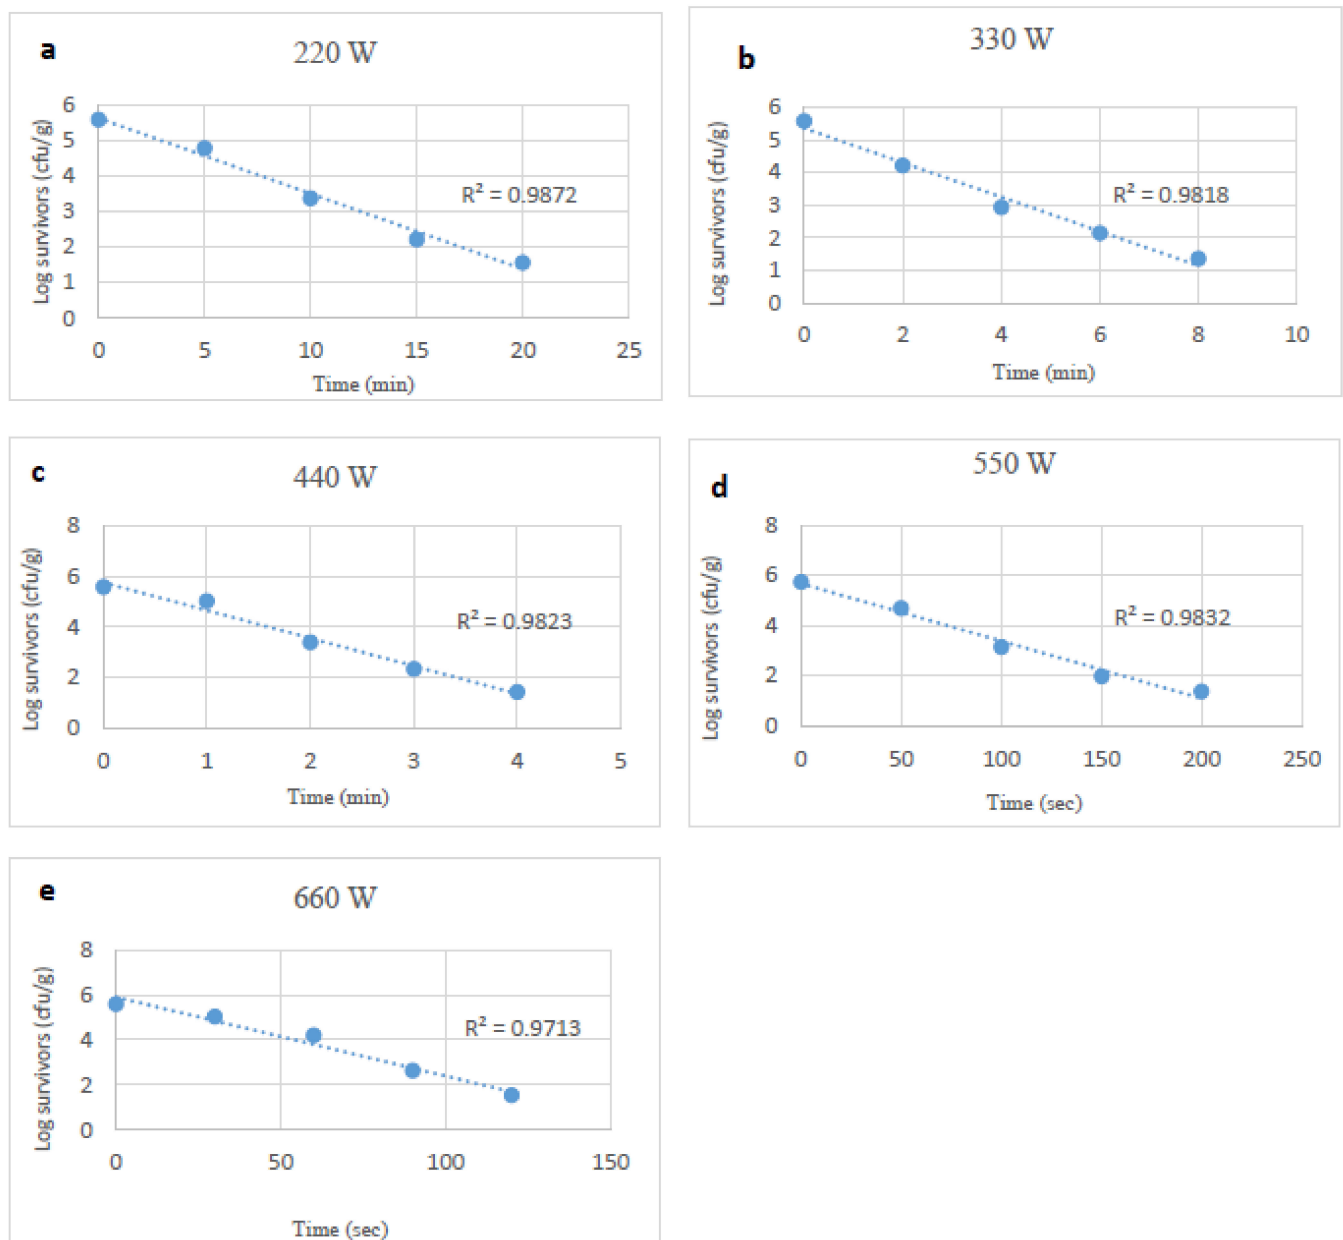 a
220 W
Log survivors (cfu/g)
6
5
4
3
2
1
0
R² = 0.9872
0 5 10 15 20 25
Time (min)
b
330 W
Log survivors (cfu/g)
6
5
4
3
2
1
0
R² = 0.9818
0 2 4 6 8 10
Time (min)
c
440 W
Log survivors (cfu/g)
8
6
4
2
0
R² = 0.9823
0 1 2 3 4 5
Time (min)
d
550 W
Log survivors (cfu/g)
8
6
4
2
0
R² = 0.9832
0 50 100 150 200 250
Time (sec)
e
660 W
Log survivors (cfu/g)
8
6
4
2
0
R² = 0.9713
0 50 100 150
Time (sec)